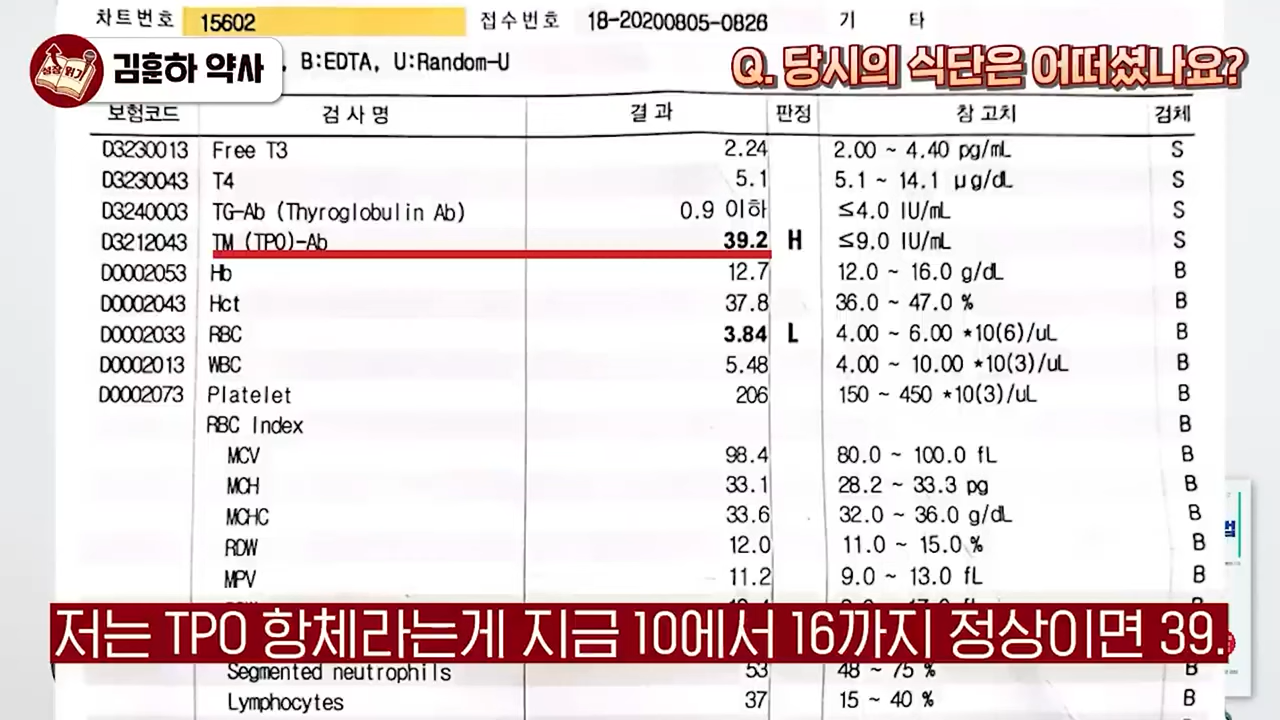 차트번호 15602 접수번호 18-20200805-0826 기 타
성장 읽기
김훈하 약사
, B:EDTA, U:Random-U
Q. 당시의 식단은 어떠셨나요?
보험코드 검사명 결과 판정 참고치 검체
D3230013 Free T3 2.24 2.00 ~ 4.40 pg/mL S
D3230043 T4 5.1 5.1 ~ 14.1 μg/dL S
D3240003 TG-Ab (Thyroglobulin Ab) 0.9 이하 ≤4.0 IU/mL S
D3212043 TM (TPO)-Ab 39.2 H ≤9.0 IU/mL S
D0002053 Hb 12.7 12.0 ~ 16.0 g/dL B
D0002043 Hct 37.8 36.0 ~ 47.0 % B
D0002033 RBC 3.84 L 4.00 ~ 6.00 *10(6)/uL B
D0002013 WBC 5.48 4.00 ~ 10.00 *10(3)/uL B
D0002073 Platelet 206 150 ~ 450 *10(3)/uL B
RBC Index B
MCV 98.4 80.0 ~ 100.0 fL B
MCH 33.1 28.2 ~ 33.3 pg B
MCHC 33.6 32.0 ~ 36.0 g/dL B
RDW 12.0 11.0 ~ 15.0 % B
MPV 11.2 9.0 ~ 13.0 fL B
저는 TPO 항체라는게 지금 10에서 16까지 정상이면 39.
Segmented neutrophils 53 48 ~ 75 % B
Lymphocytes 37 15 ~ 40 % B